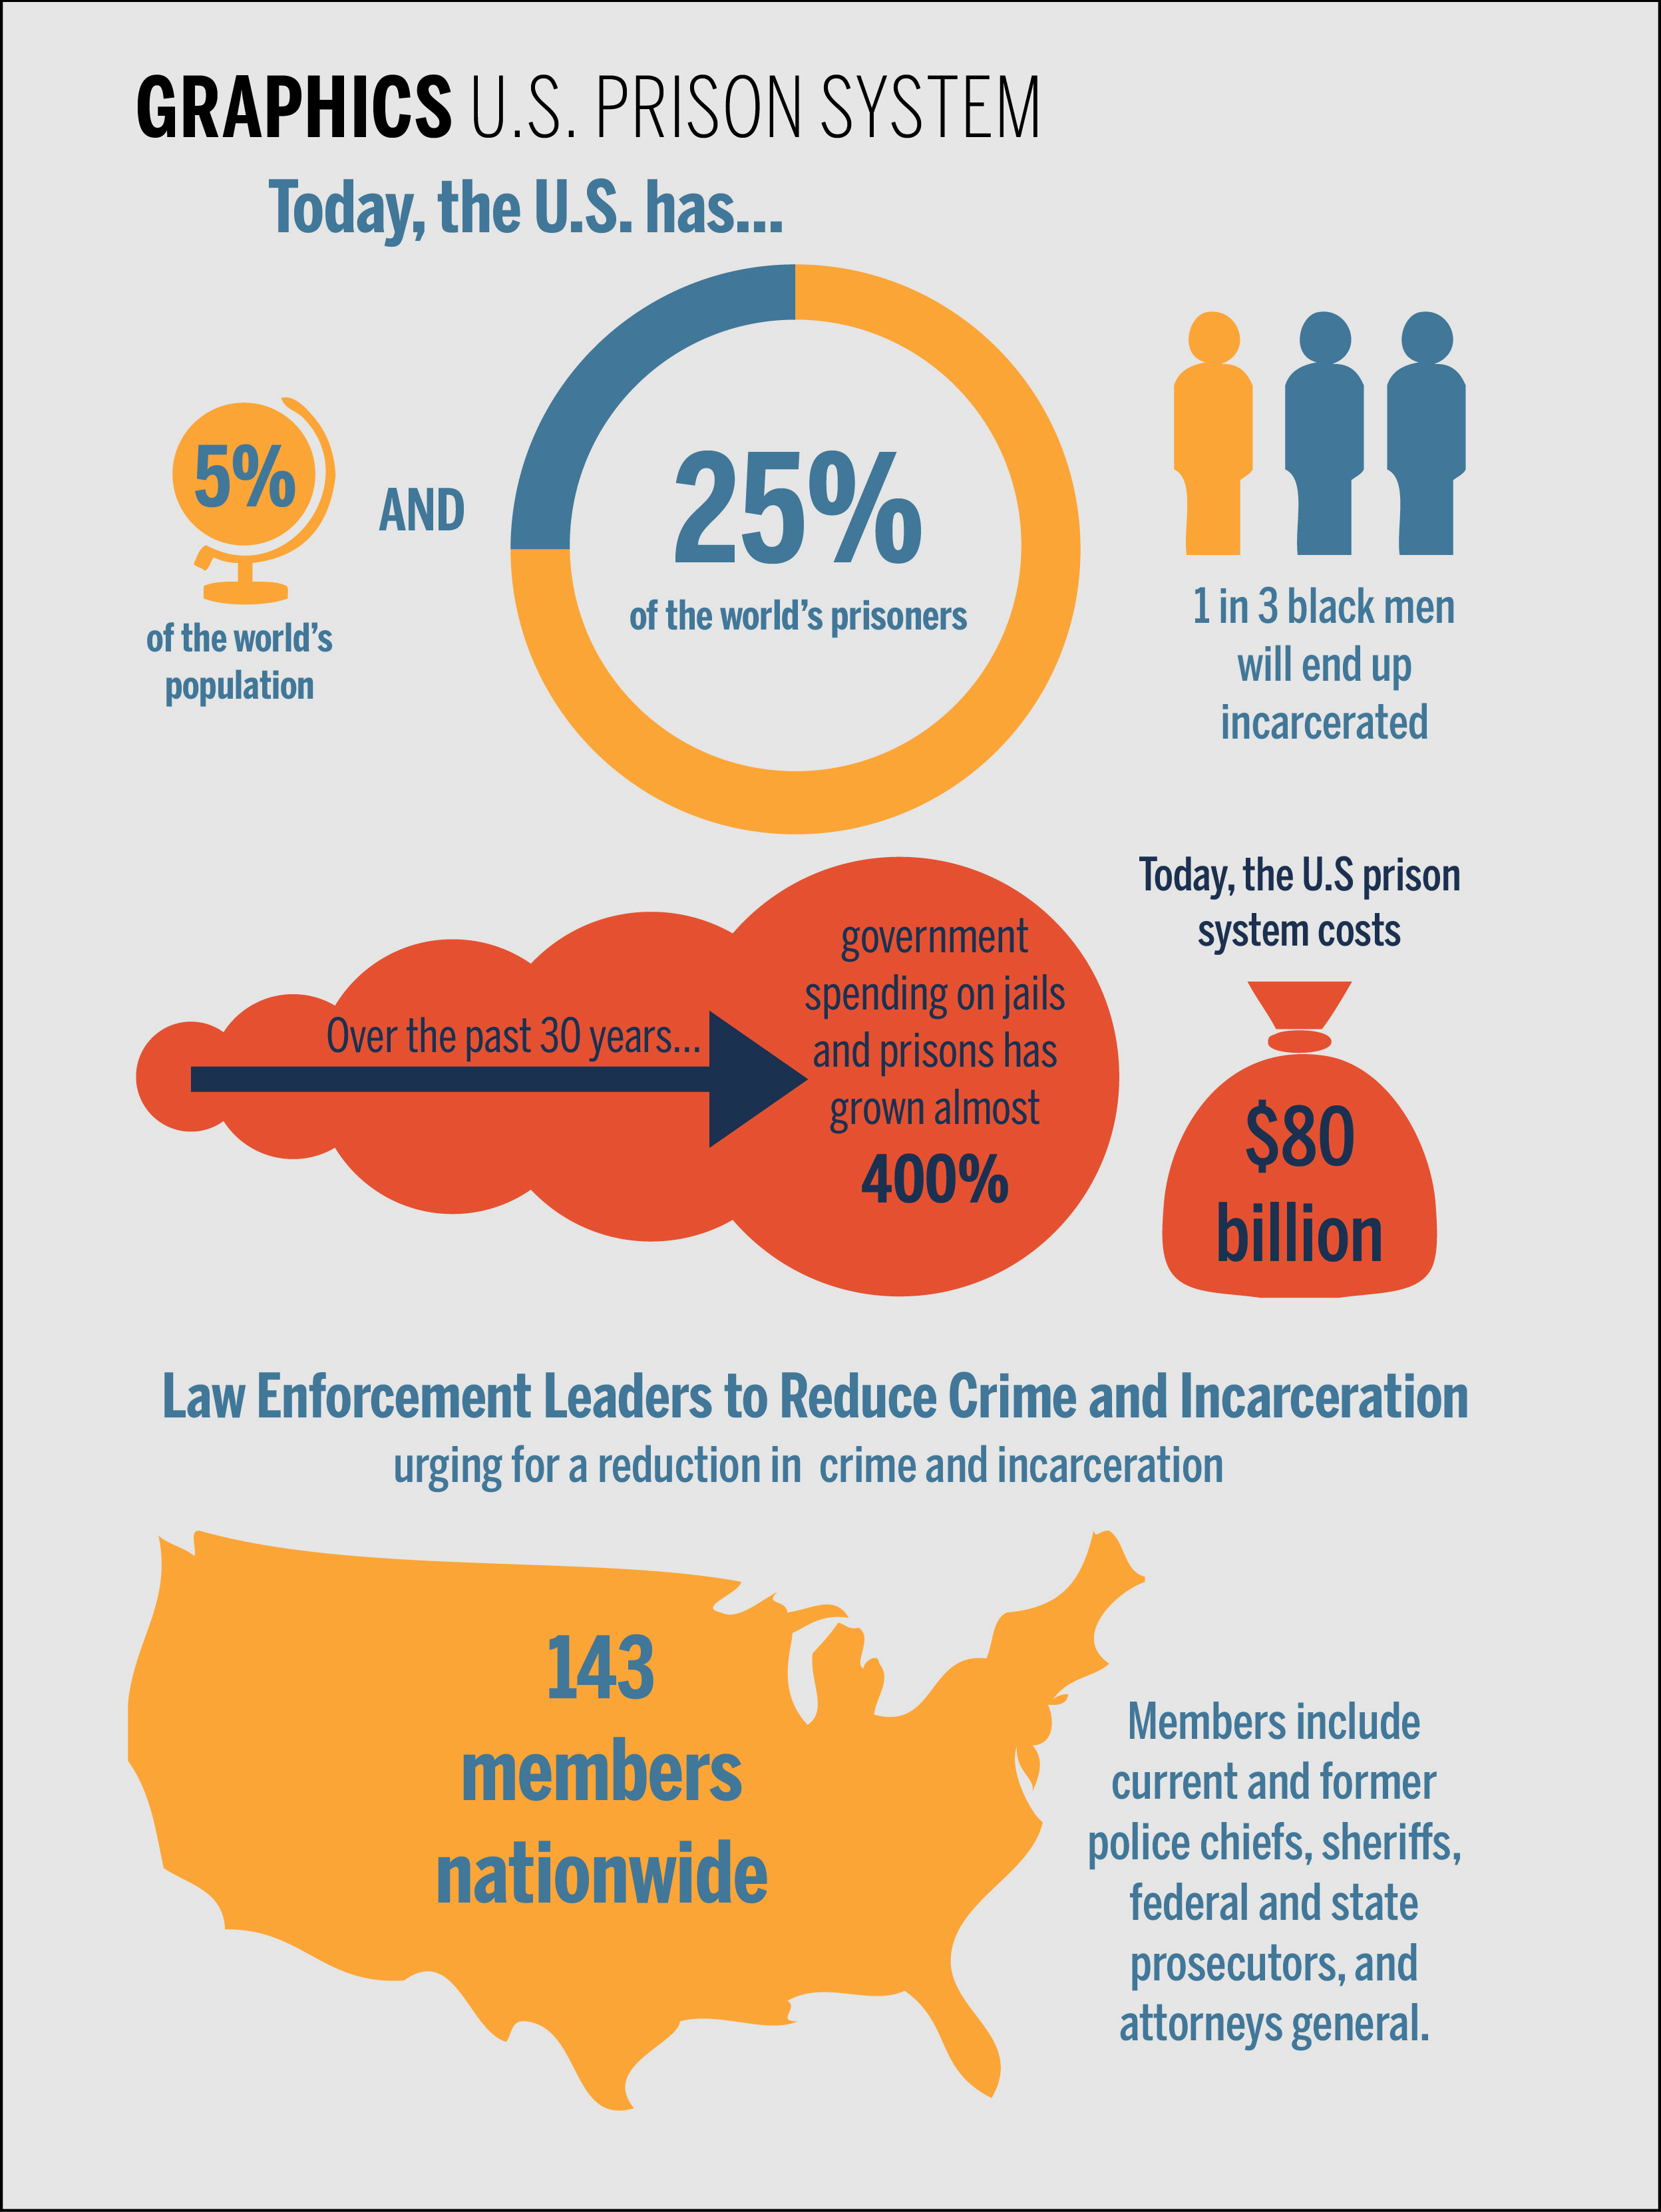 GRAPHICS U.S. PRISON SYSTEM
Today, the U.S. has...
5%
of the world's
population
AND
25%
of the world's prisoners
1 in 3 black men
will end up
incarcerated
Over the past 30 years...
government
spending on jails
and prisons has
grown almost
400%
Today, the U.S prison
system costs
$80
billion
Law Enforcement Leaders to Reduce Crime and Incarceration
urging for a reduction in crime and incarceration
143
members
nationwide
Members include
current and former
police chiefs, sheriffs,
federal and state
prosecutors, and
attorneys general.